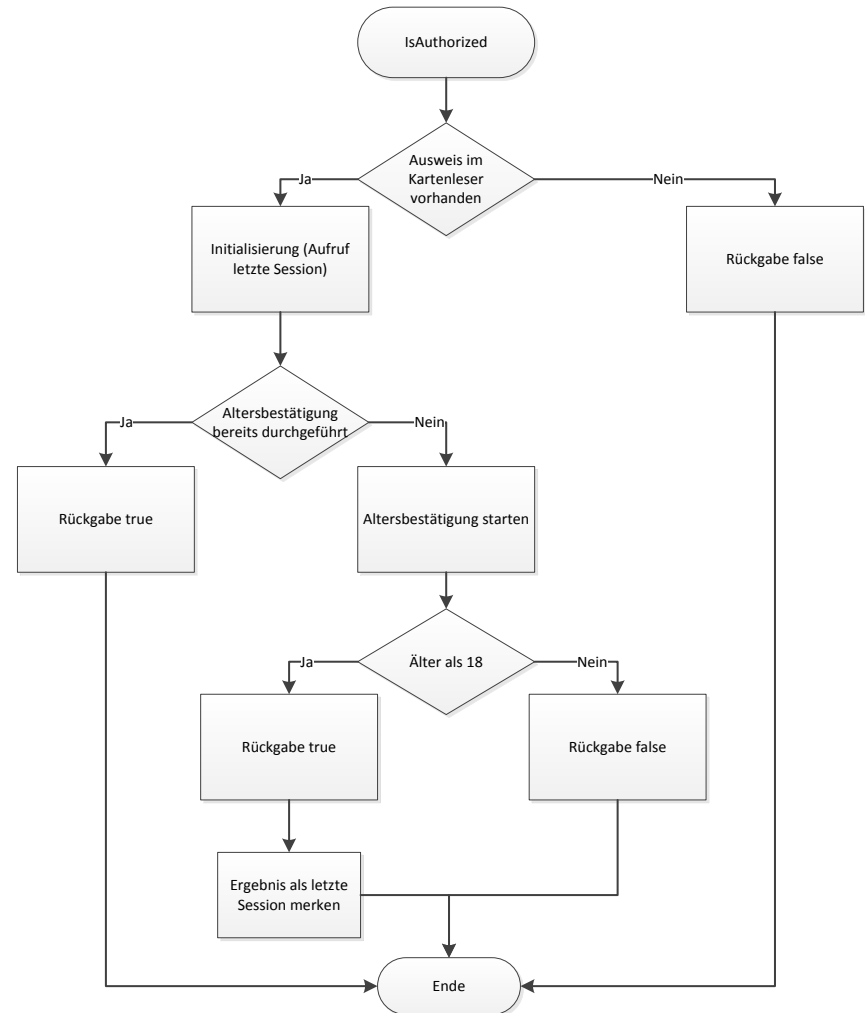 IsAuthorized
Ausweis im
Kartenleser
vorhanden
Ja
Nein
Initialisierung (Aufruf
letzte Session)
Rückgabe false
Altersbestätigung
bereits durchgeführt
Ja
Nein
Rückgabe true
Altersbestätigung starten
Älter als 18
Ja
Nein
Rückgabe true
Rückgabe false
Ergebnis als letzte
Session merken
Ende